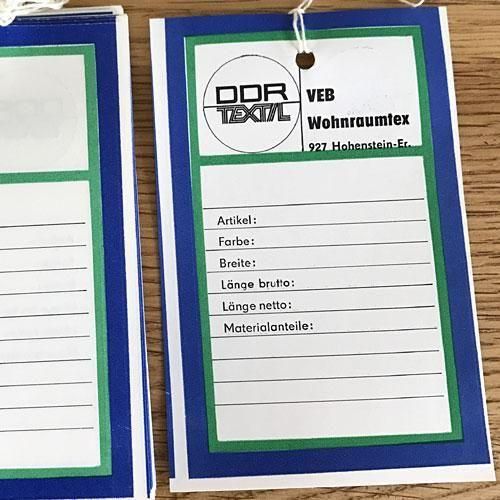 DDR
TEXTIL
VEB
Wohnraumtex
927 Hohenstein-Er.
Artikel:
Farbe:
Breite:
Länge brutto:
Länge netto:
Materialanteile: